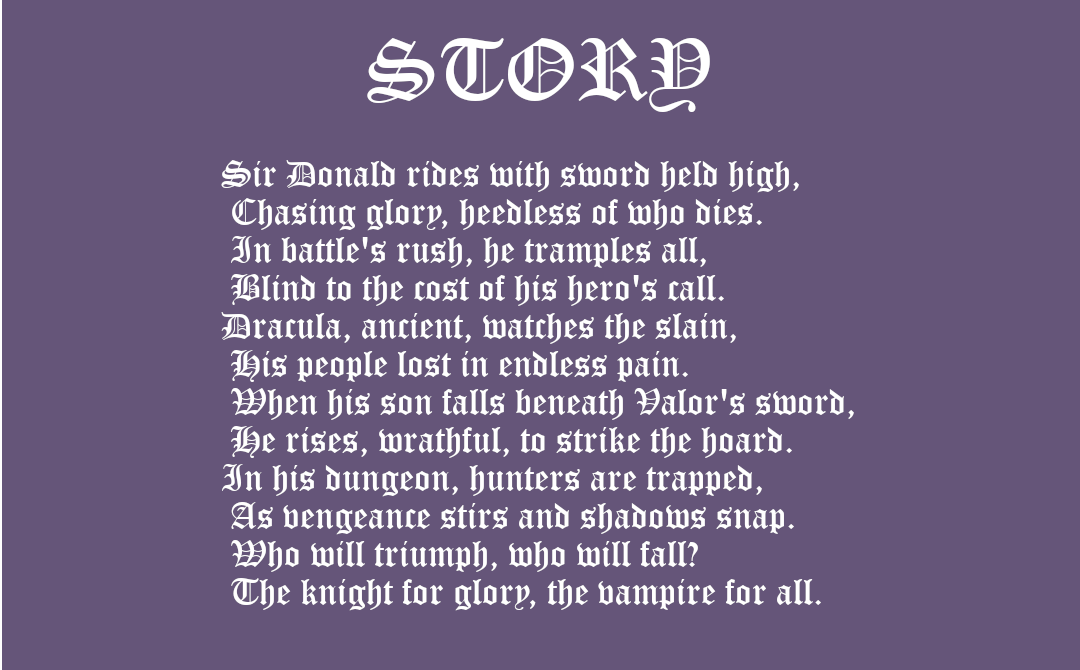 STORY
Sir Donald rides with sword held high,
Chasing glory, heedless of who dies.
In battle's rush, he tramples all,
Blind to the cost of his hero's call.
Dracula, ancient, watches the slain,
His people lost in endless pain.
When his son falls beneath Valor's sword,
He rises, wrathful, to strike the hoard.
In his dungeon, hunters are trapped,
As vengeance stirs and shadows snap.
Who will triumph, who will fall?
The knight for glory, the vampire for all.